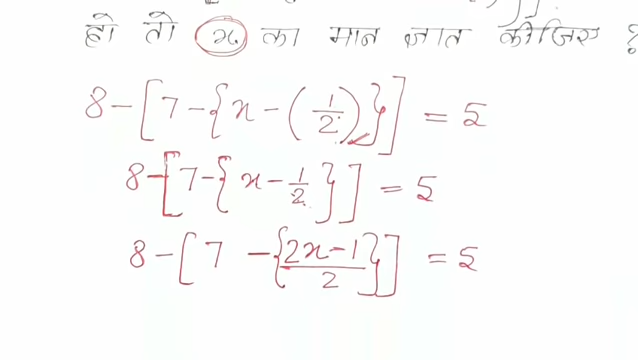 हो तो x का मान ज्ञात कीजिए ?
8-[7-{x-(1/2)}] = 5
8-[7-{x-1/2}] = 5
8-[7-{(2x-1)/2}] = 5